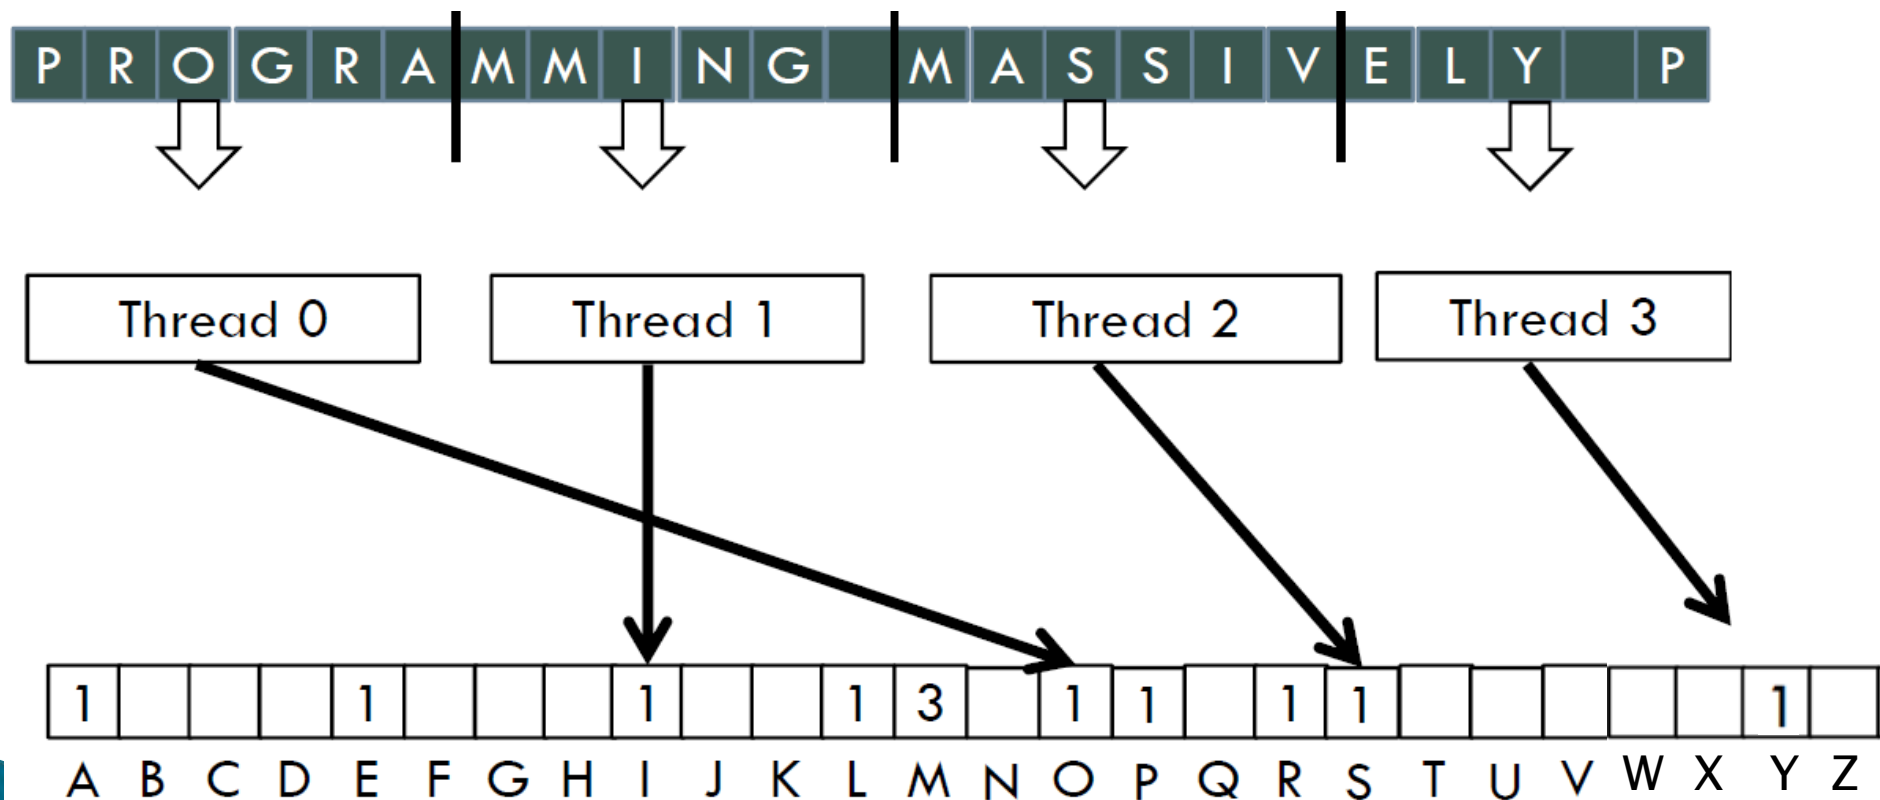 P R O G R A M M I N G M A S S I V E L Y P
Thread 0 Thread 1 Thread 2 Thread 3
1 1 1 1 3 1 1 1 1 1
A B C D E F G H I J K L M N O P Q R S T U V W X Y Z